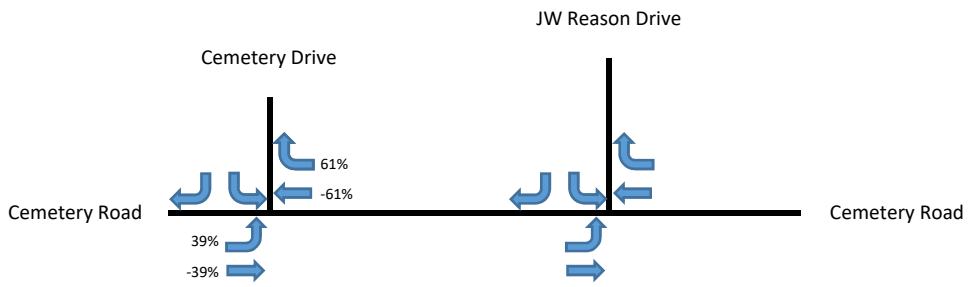 JW Reason Drive
Cemetery Drive
61%
-61%
Cemetery Road
Cemetery Road
39%
-39%